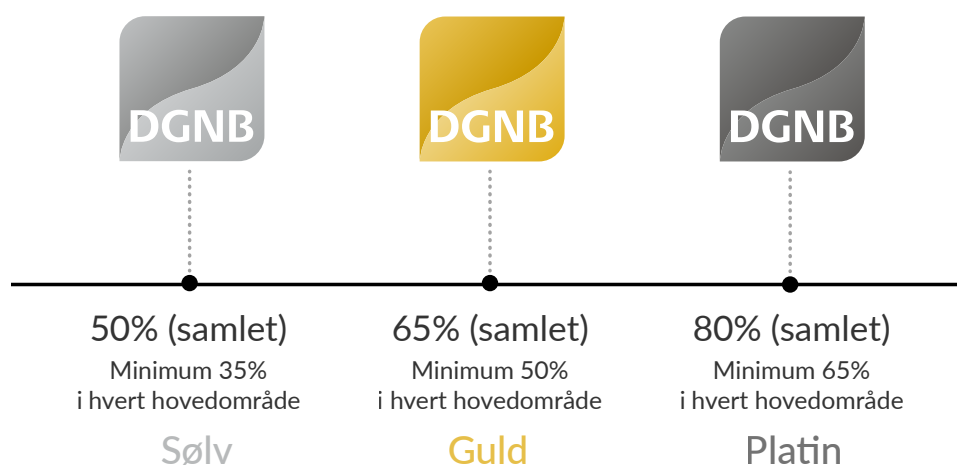 DGNB DGNB DGNB
50% (samlet) 65% (samlet) 80% (samlet)
Minimum 35% Minimum 50% Minimum 65%
i hvert hovedområde i hvert hovedområde i hvert hovedområde
Sølv Guld Platin